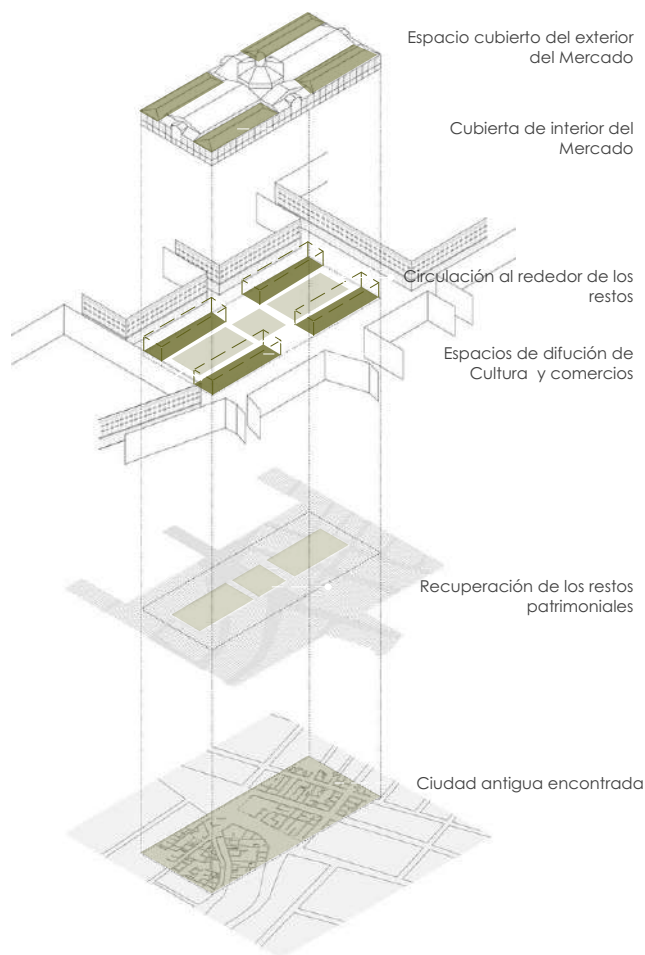 Espacio cubierto del exterior
del Mercado
Cubierta de interior del
Mercado
Circulación al rededor de los
restos
Espacios de difución de
Cultura y comercios
Recuperación de los restos
patrimoniales
Ciudad antigua encontrada